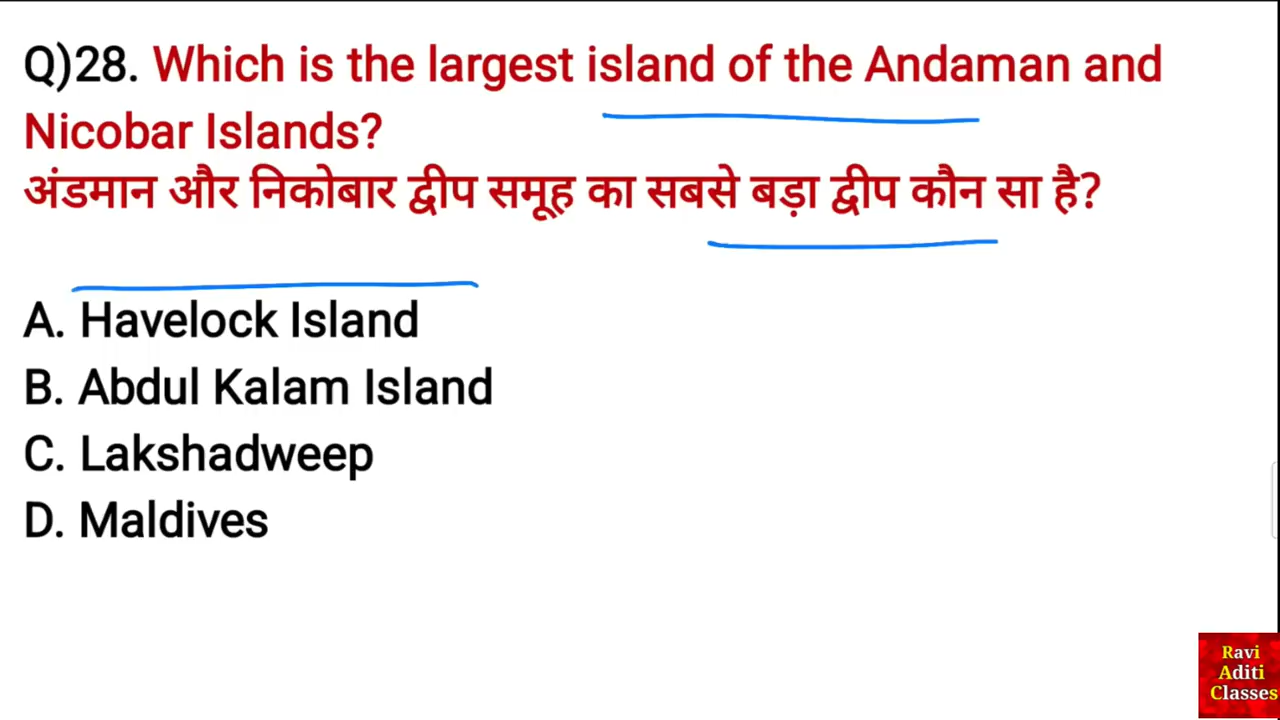 Q)28. Which is the largest island of the Andaman and
Nicobar Islands?
अंडमान और निकोबार द्वीप समूह का सबसे बड़ा द्वीप कौन सा है?
A. Havelock Island
B. Abdul Kalam Island
C. Lakshadweep
D. Maldives
Ravi
Aditi
Classes